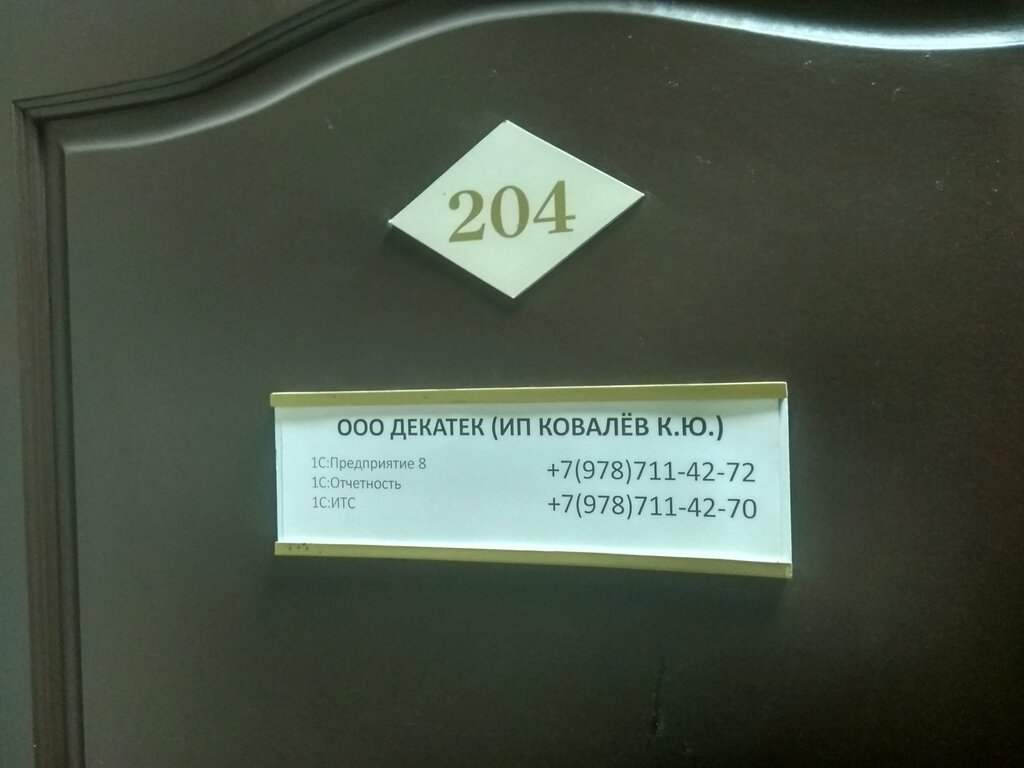 204
ООО ДЕКАТЕК (ИП КОВАЛЁВ К.Ю.)
1С:Предприятие 8
1С:Отчетность
1С:ИТС
+7(978)711-42-72
+7(978)711-42-70